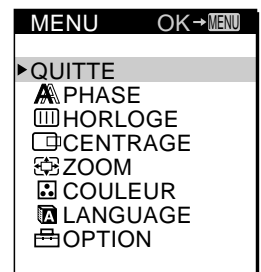 MENU OK→MENU
▶QUITTE
PHASE
HORLOGE
CENTRAGE
ZOOM
COULEUR
LANGUAGE
OPTION